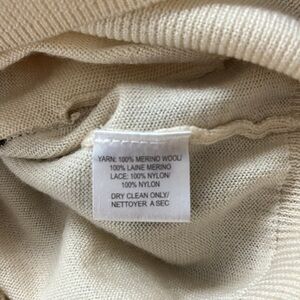 YARN: 100% MERINO WOOL/
100% LAINE MERINO
LACE: 100% NYLON/
100% NYLON
DRY CLEAN ONLY/
NETTOYER A SEC